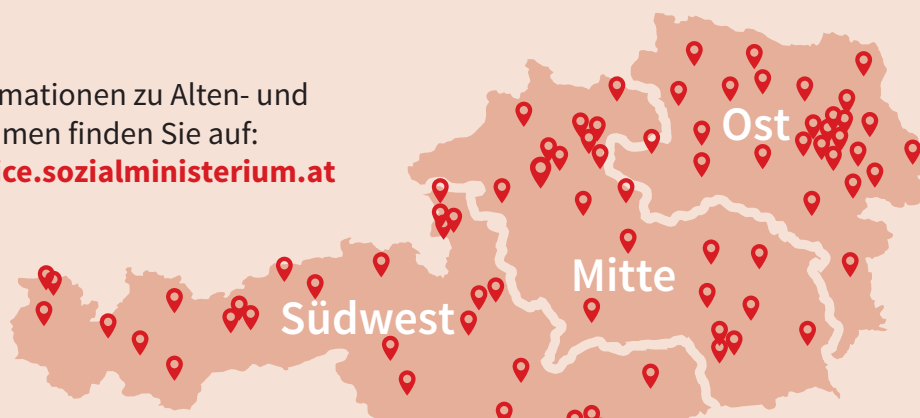 mationen zu Alten- und
men finden Sie auf:
ice.sozialministerium.at
Ost
Mitte
Südwest